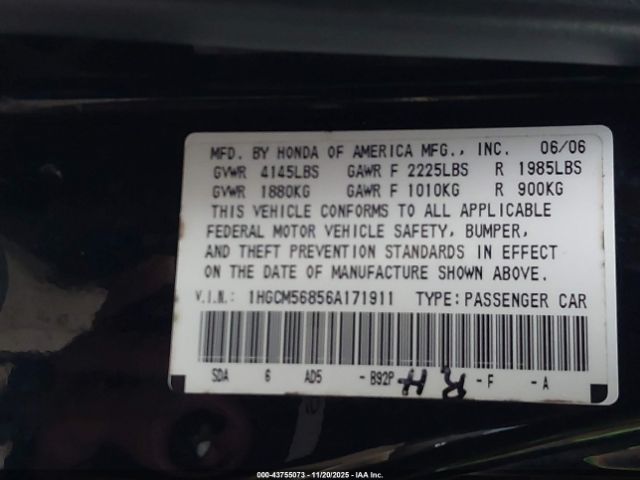 MFD. BY HONDA OF AMERICA MFG., INC. 06/06
GVWR 4145LBS GAWR F 2225LBS R 1985LBS
GVWR 1880KG GAWR F 1010KG R 900KG
THIS VEHICLE CONFORMS TO ALL APPLICABLE
FEDERAL MOTOR VEHICLE SAFETY, BUMPER,
AND THEFT PREVENTION STANDARDS IN EFFECT
ON THE DATE OF MANUFACTURE SHOWN ABOVE.
V.I.N.: 1HGCM56856A171911 TYPE: PASSENGER CAR
SDA 6 AD5 - B92P - F - A
000-43755073 - 11/20/2025 - IAA Inc.